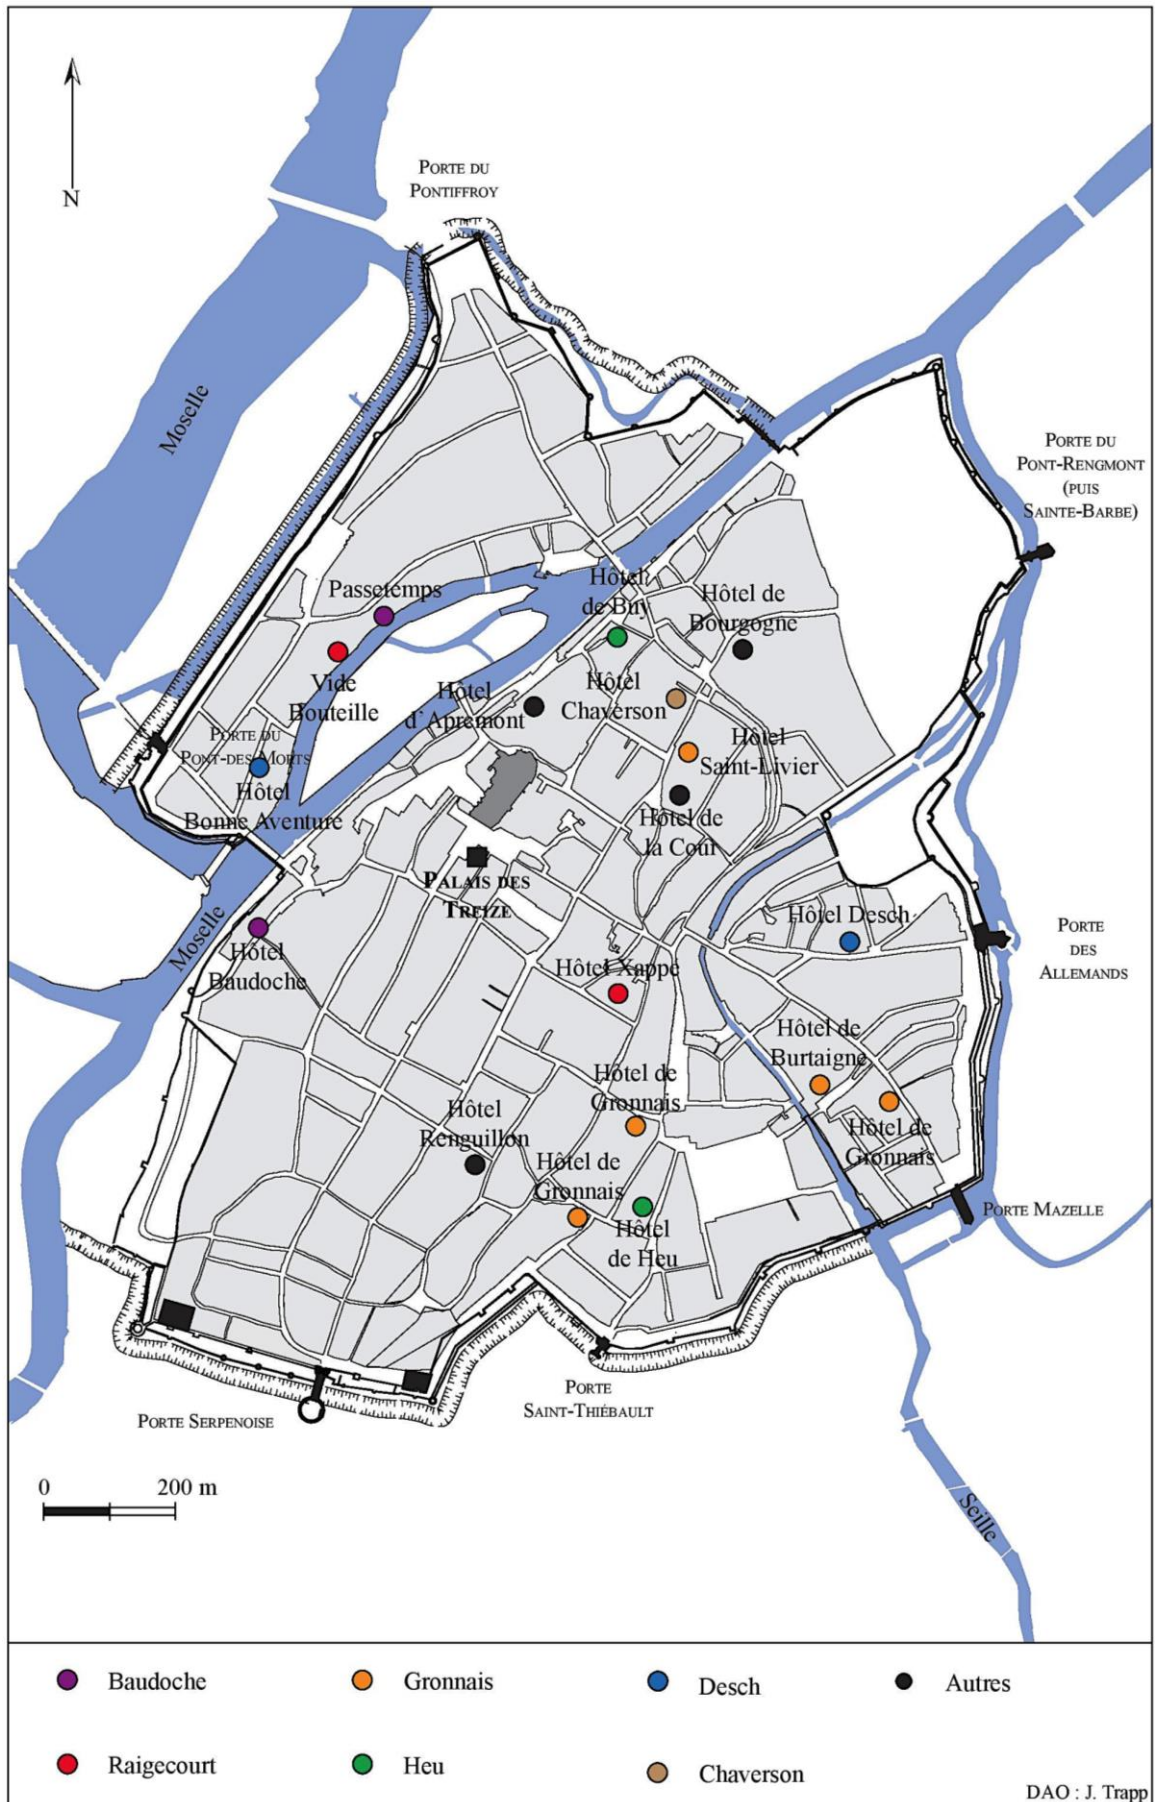 PORTE DU
PONTIFFROY
N
Moselle
PORTE DU
PONT-RENGMONT
(PUIS
SAINTE-BARBE)
Passetemps
Hôtel
de Buy
Hôtel de
Bourgogne
Vide
Bouteille
Hôtel
d'Apremont
Hôtel
Chaverson
PORTE DU
PONT-DES-MORTS
Hôtel
Saint-Livier
Hôtel
Bonne Aventure
Hôtel de
la Cour
PALAIS DES
TREIZE
Hôtel Desch
Moselle
Hôtel
Baudoche
PORTE
DES
ALLEMANDS
Hôtel Xappé
Hôtel de
Burtaigne
Hôtel de
Gronnais
Hôtel
Renguillon
Hôtel de
Gronnais
Hôtel de
Gronnais
PORTE MAZELLE
Hôtel
de Heu
PORTE
SAINT-THIÉBAULT
PORTE SERPENOISE
0 200 m
Seille
Baudoche
Gronnais
Desch
Autres
Raigecourt
Heu
Chaverson
DAO : J. Trapp